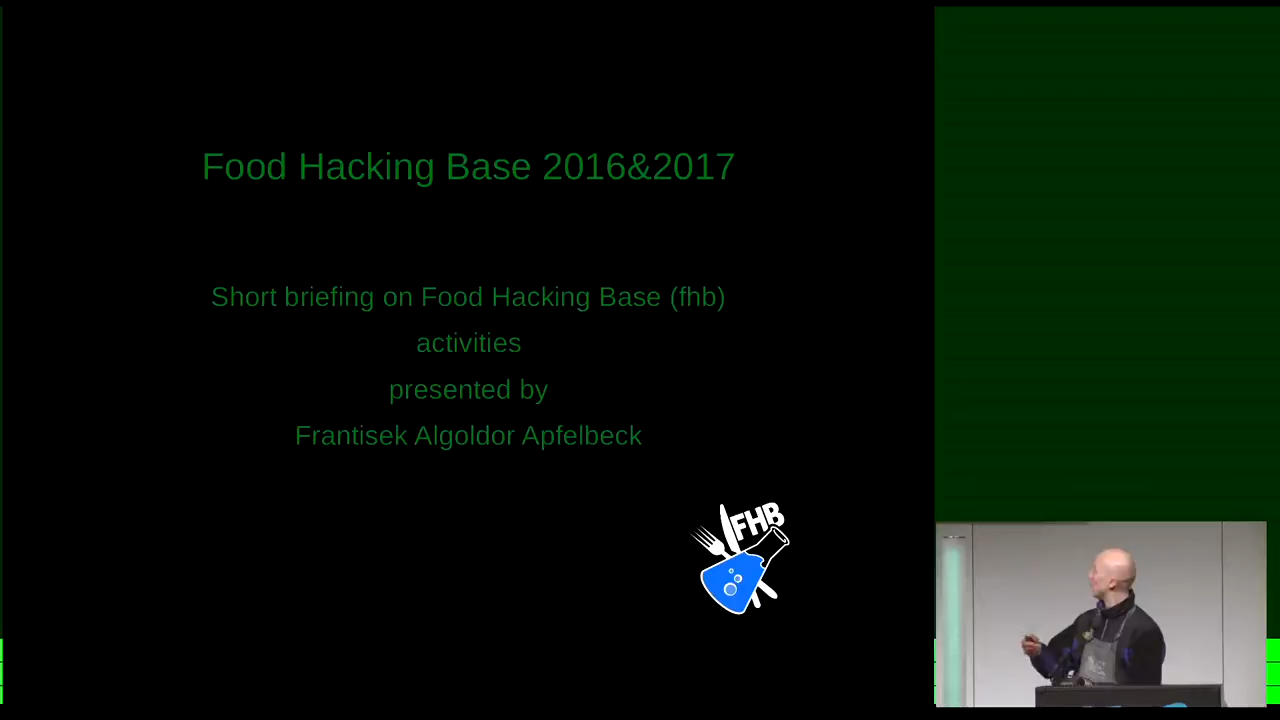 Food Hacking Base 2016&2017
Short briefing on Food Hacking Base (fhb)
activities
presented by
Frantisek Algoldor Apfelbeck
FHB